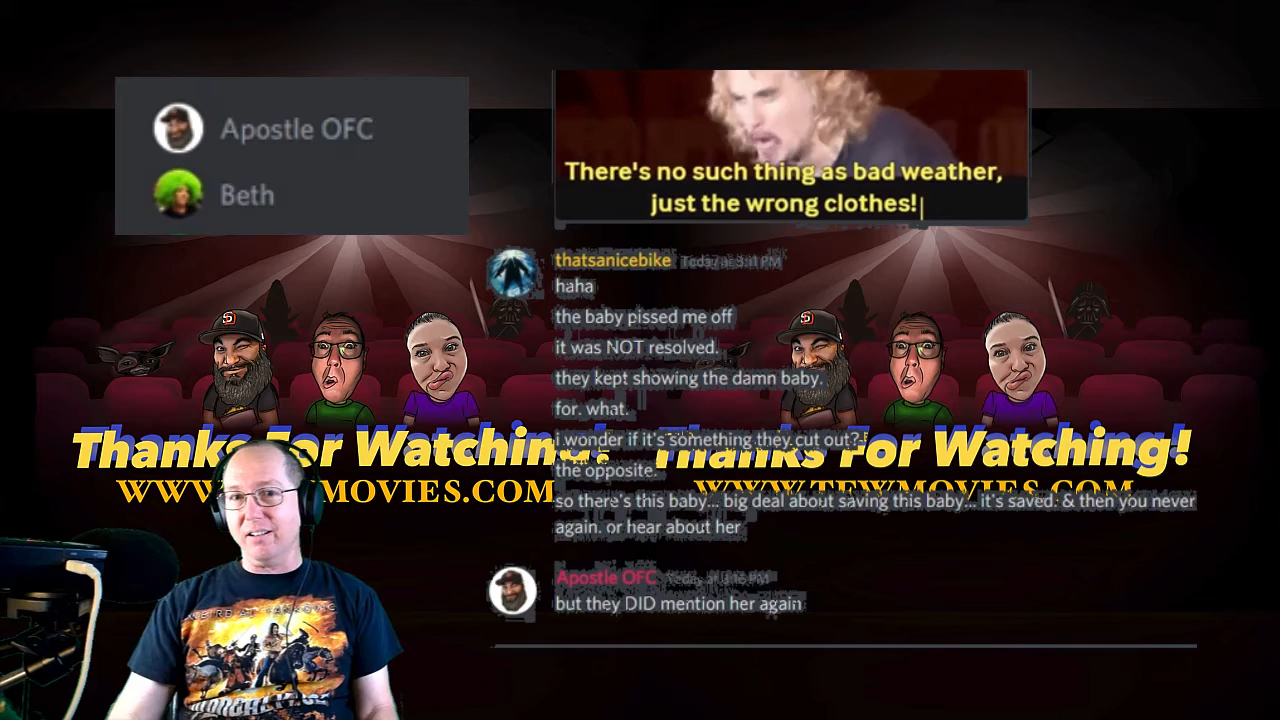 Apostle OFC
Beth
There's no such thing as bad weather,
just the wrong clothes!
thatsanicebike
haha
the baby pissed me off
it was NOT resolved.
they kept showing the damn baby.
for. what.
i wonder if it's something they cut out?
the opposite.
so there's this baby... big deal about saving this baby... it's saved. & then you never
again. or hear about her
Apostle OFC
but they DID mention her again
Thanks For Watching!
Thanks For Watching!
MOVIES.COM
WWW.TFWMOVIES.COM